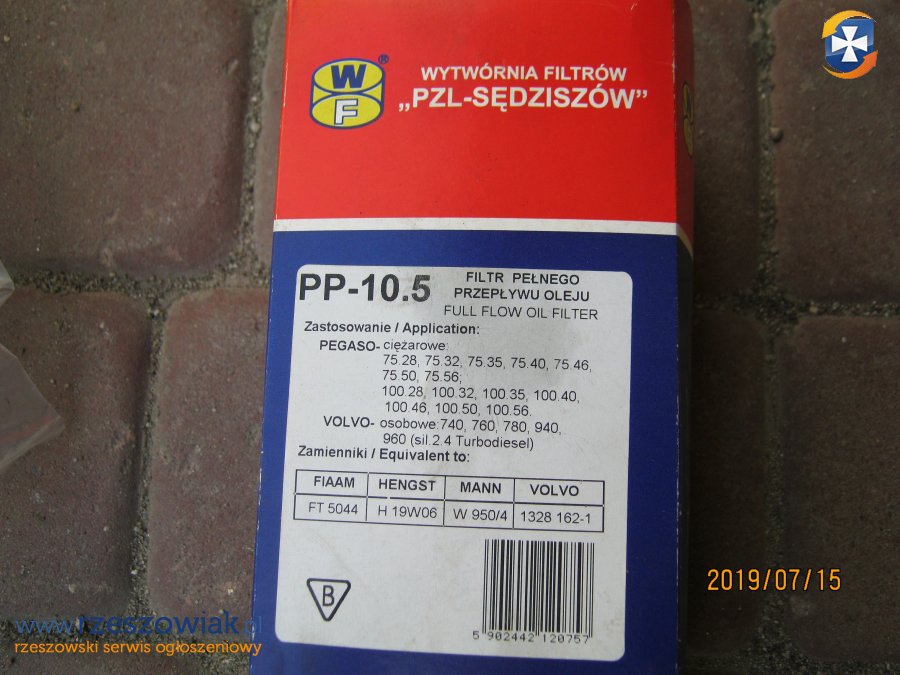 W
F
®
WYTWÓRNIA FILTRÓW
„PZL-SĘDZISZÓW”
PP-10.5
FILTR PEŁNEGO
PRZEPŁYWU OLEJU
FULL FLOW OIL FILTER
Zastosowanie / Application:
PEGASO- ciężarowe:
75.28, 75.32, 75.35, 75.40, 75.46,
75.50, 75.56;
100.28, 100.32, 100.35, 100.40,
100.46, 100.50, 100.56.
VOLVO- osobowe:740, 760, 780, 940,
960 (sil.2.4 Turbodiesel)
Zamienniki / Equivalent to:
FIAAM HENGST MANN VOLVO
FT 5044 H 19W06 W 950/4 1328 162-1
B
5 902442 120757
2019/07/15
www.rzeszowiak.pl
rzeszowski serwis ogłoszeniowy